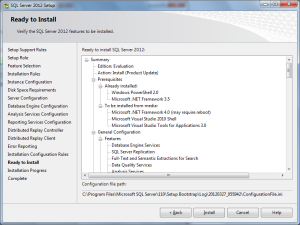 SQL Server 2012 Setup
Ready to Install
Verify the SQL Server 2012 features to be installed.
Setup Support Rules
Setup Role
Feature Selection
Installation Rules
Instance Configuration
Disk Space Requirements
Server Configuration
Database Engine Configuration
Analysis Services Configuration
Reporting Services Configuration
Distributed Replay Controller
Distributed Replay Client
Error Reporting
Installation Configuration Rules
Ready to Install
Installation Progress
Complete
Ready to install SQL Server 2012:
Summary
Edition: Evaluation
Action: Install (Product Update)
Prerequisites
Already installed:
Windows PowerShell 2.0
Microsoft .NET Framework 3.5
To be installed from media:
Microsoft .NET Framework 4.0 (may require reboot)
Microsoft Visual Studio 2010 Shell
Microsoft Visual Studio Tools for Applications 3.0
General Configuration
Features
Database Engine Services
SQL Server Replication
Full-Text and Semantic Extractions for Search
Data Quality Services
Analysis Services
Configuration file path:
C:\Program Files\Microsoft SQL Server\110\Setup Bootstrap\Log\20120327_055942\ConfigurationFile.ini
< Back
Install
Cancel
Help